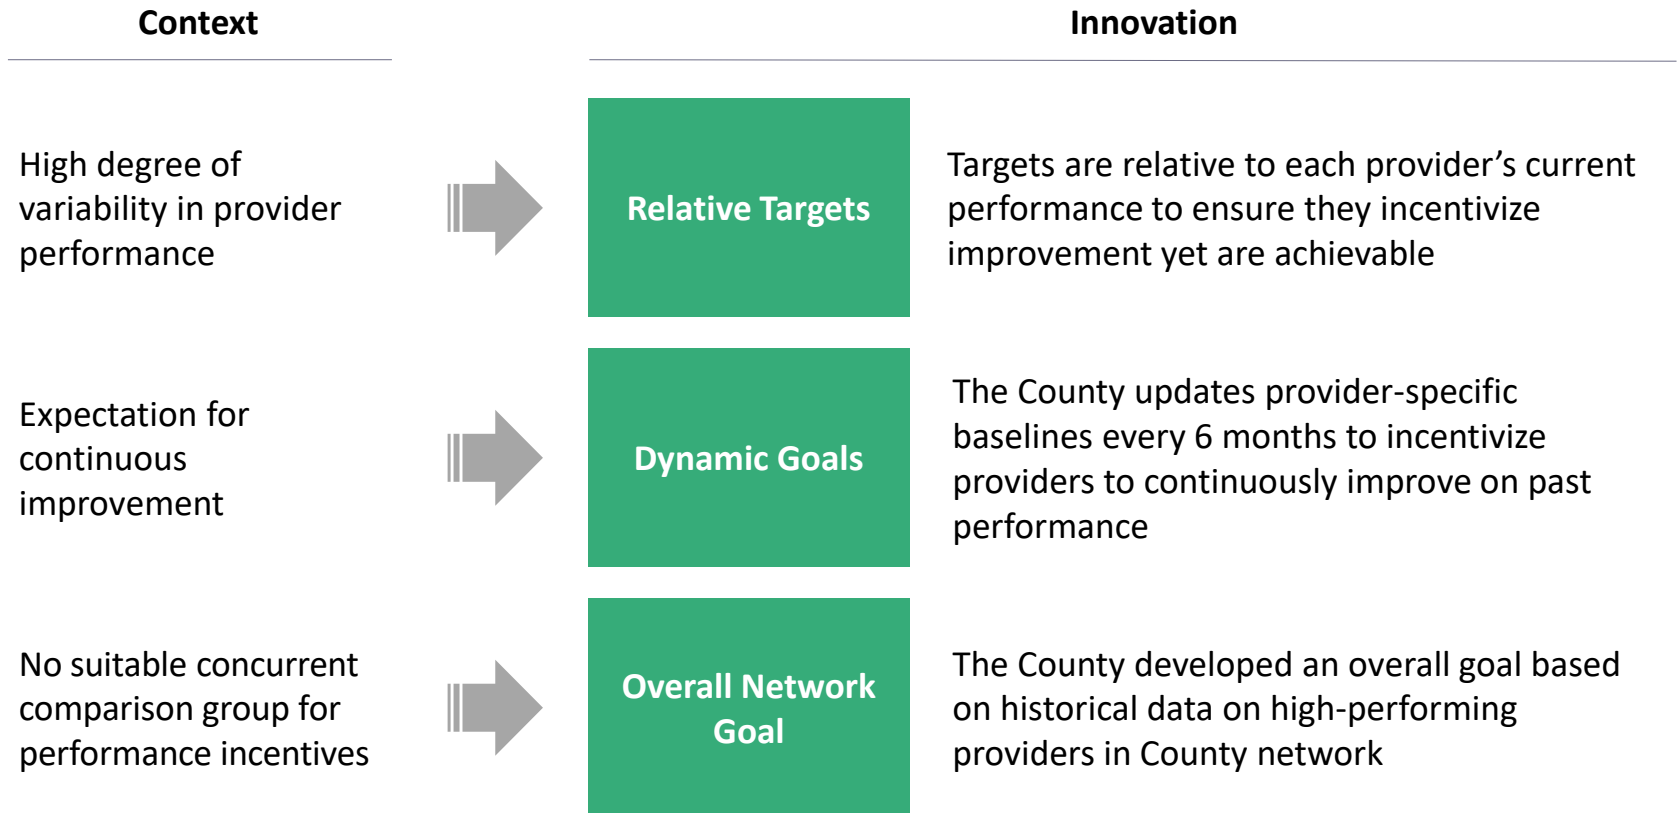 Context
Innovation
High degree of
variability in provider
performance
Relative Targets
Targets are relative to each provider’s current
performance to ensure they incentivize
improvement yet are achievable
Expectation for
continuous
improvement
Dynamic Goals
The County updates provider-specific
baselines every 6 months to incentivize
providers to continuously improve on past
performance
No suitable concurrent
comparison group for
performance incentives
Overall Network
Goal
The County developed an overall goal based
on historical data on high-performing
providers in County network